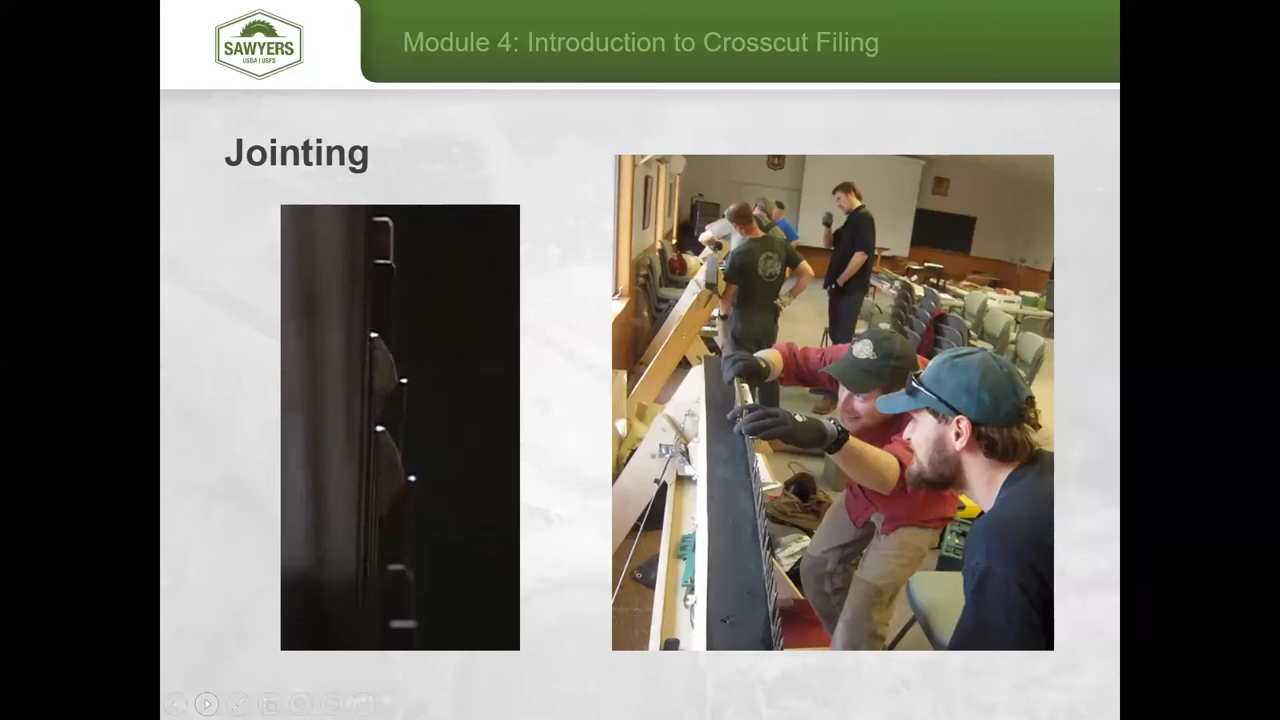 SAWYERS
USDA | USFS
Module 4: Introduction to Crosscut Filing
Jointing